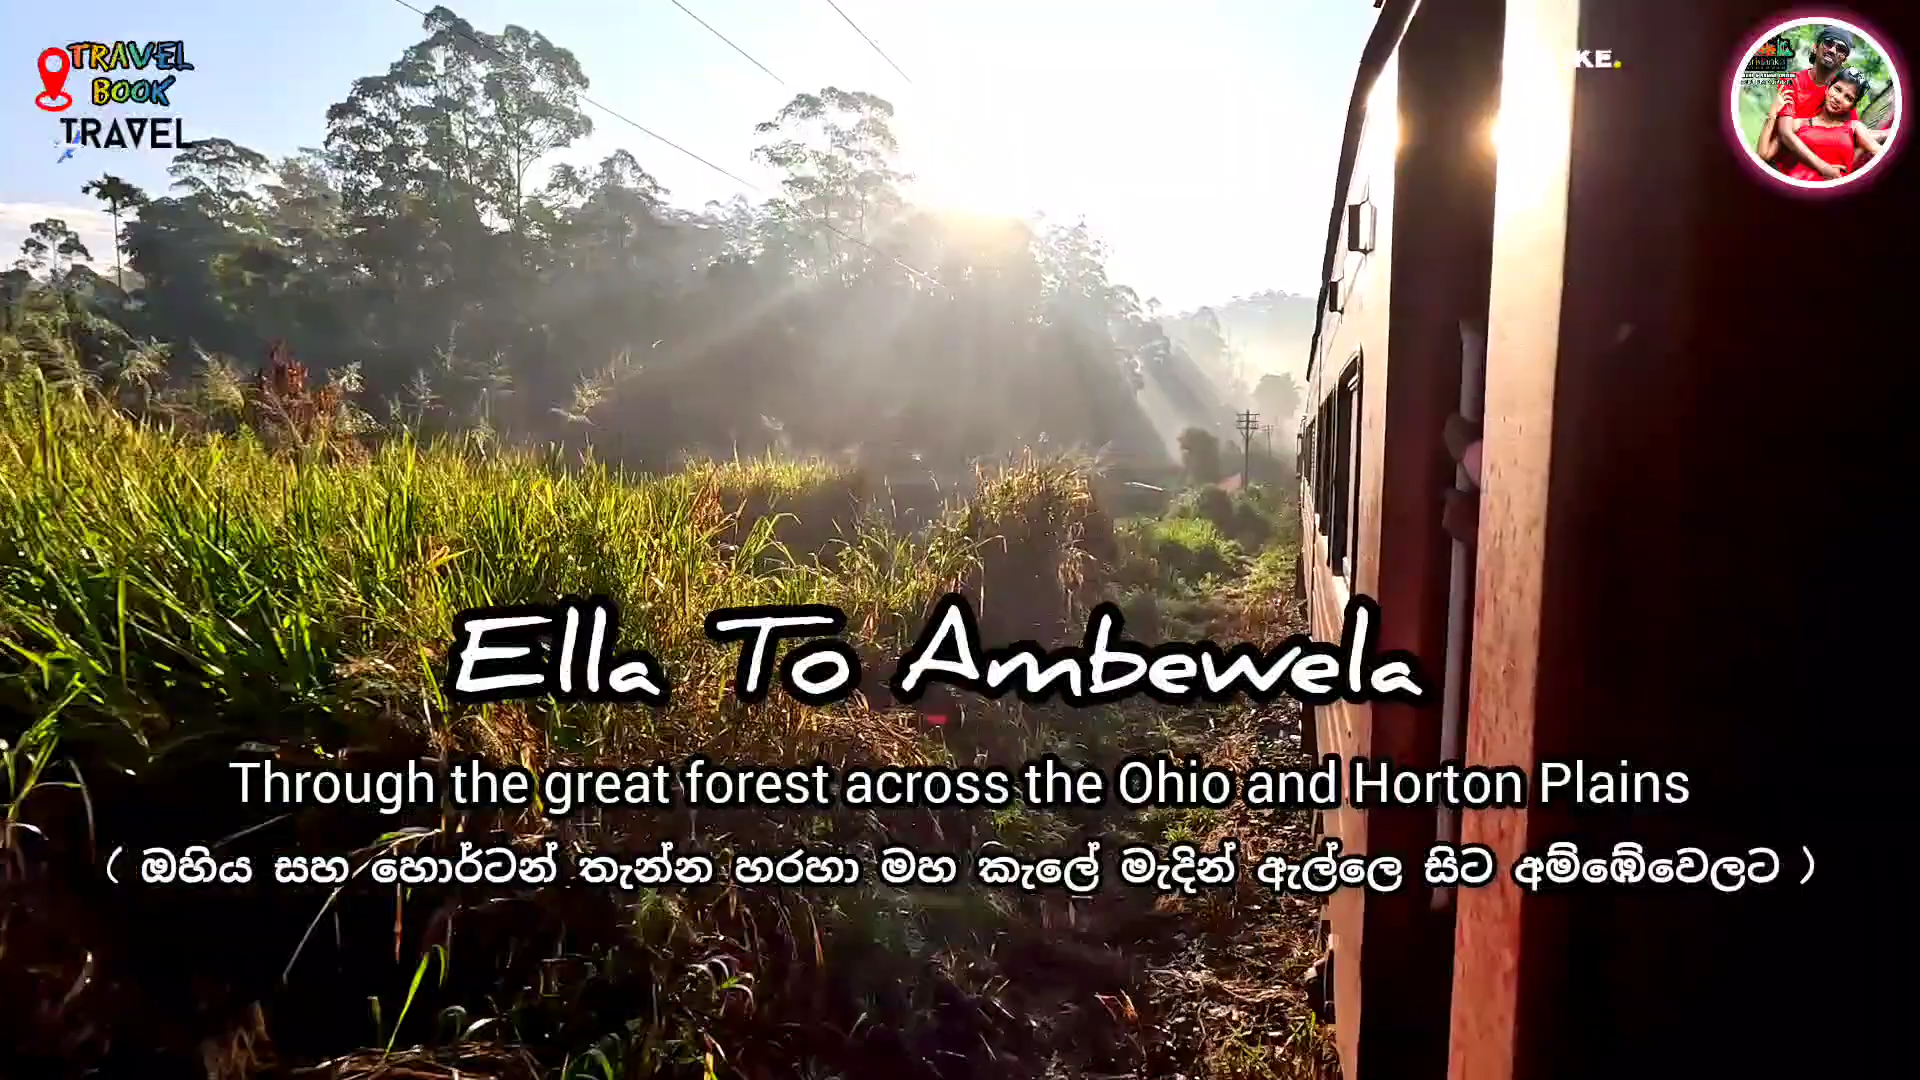 TRAVEL
BOOK
TRAVEL
KE.
Ella To Ambewela
Through the great forest across the Ohio and Horton Plains
( ඔහිය සහ හොර්ටන් තැන්න හරහා මහ කැලේ මැදින් ඇල්ලෙ සිට අම්බේවෙලට )